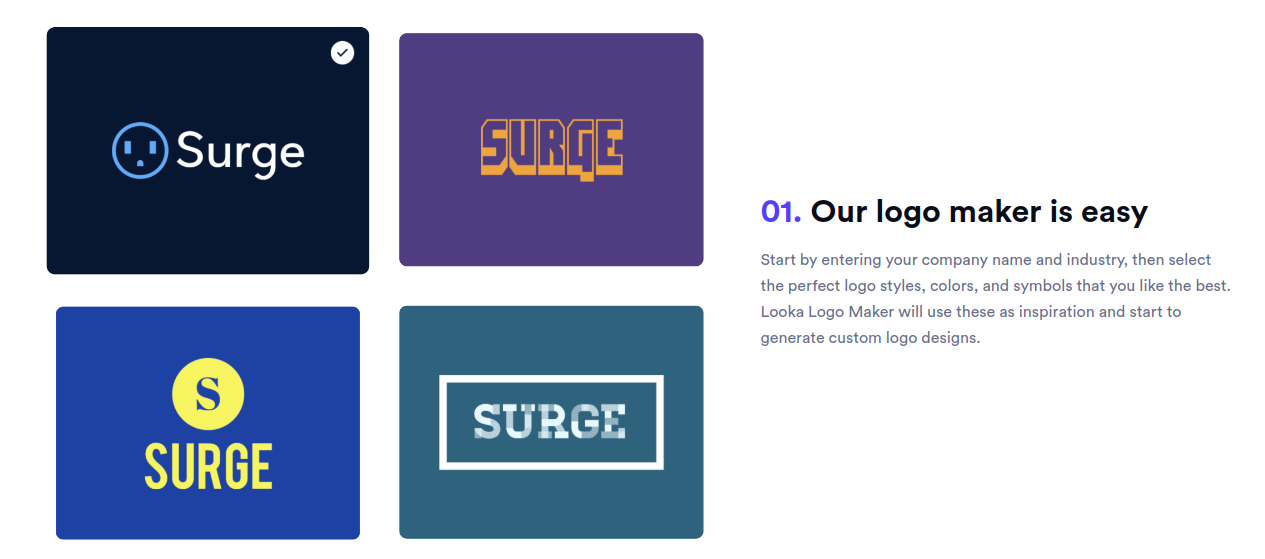 Surge
SURGE
S
SURGE
SURGE
01. Our logo maker is easy
Start by entering your company name and industry, then select
the perfect logo styles, colors, and symbols that you like the best.
Looka Logo Maker will use these as inspiration and start to
generate custom logo designs.